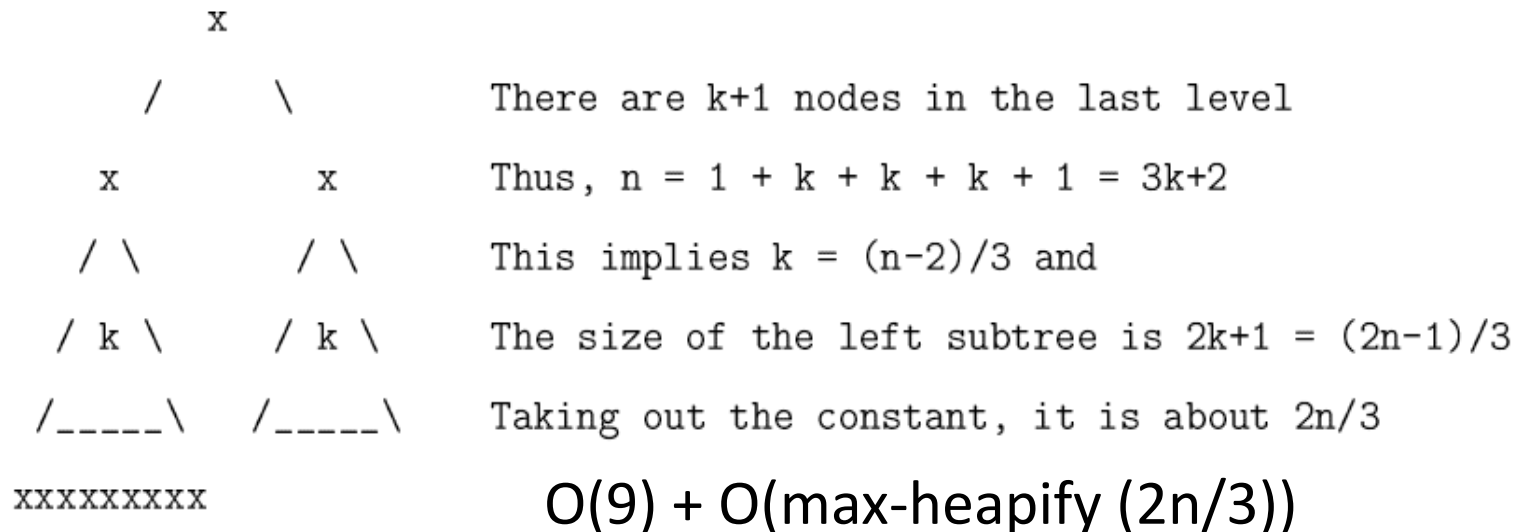 x
/ \ There are k+1 nodes in the last level
x x Thus, n = 1 + k + k + k + 1 = 3k+2
/ \ / \ This implies k = (n-2)/3 and
/ k \ / k \ The size of the left subtree is 2k+1 = (2n-1)/3
/_____\ /_____\ Taking out the constant, it is about 2n/3
xxxxxxxxx O(9) + O(max-heapify (2n/3))